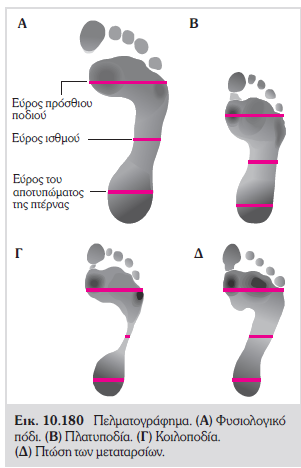 Α
Β
Εύρος πρόσθιου
ποδιού
Εύρος ισθμού
Εύρος του
αποτυπώματος
της πτέρνας
Γ
Δ
Εικ. 10.180 Πελματογράφημα. (Α) Φυσιολογικό
πόδι. (Β) Πλατυποδία. (Γ) Κοιλοποδία.
(Δ) Πτώση των μεταταρσίων.